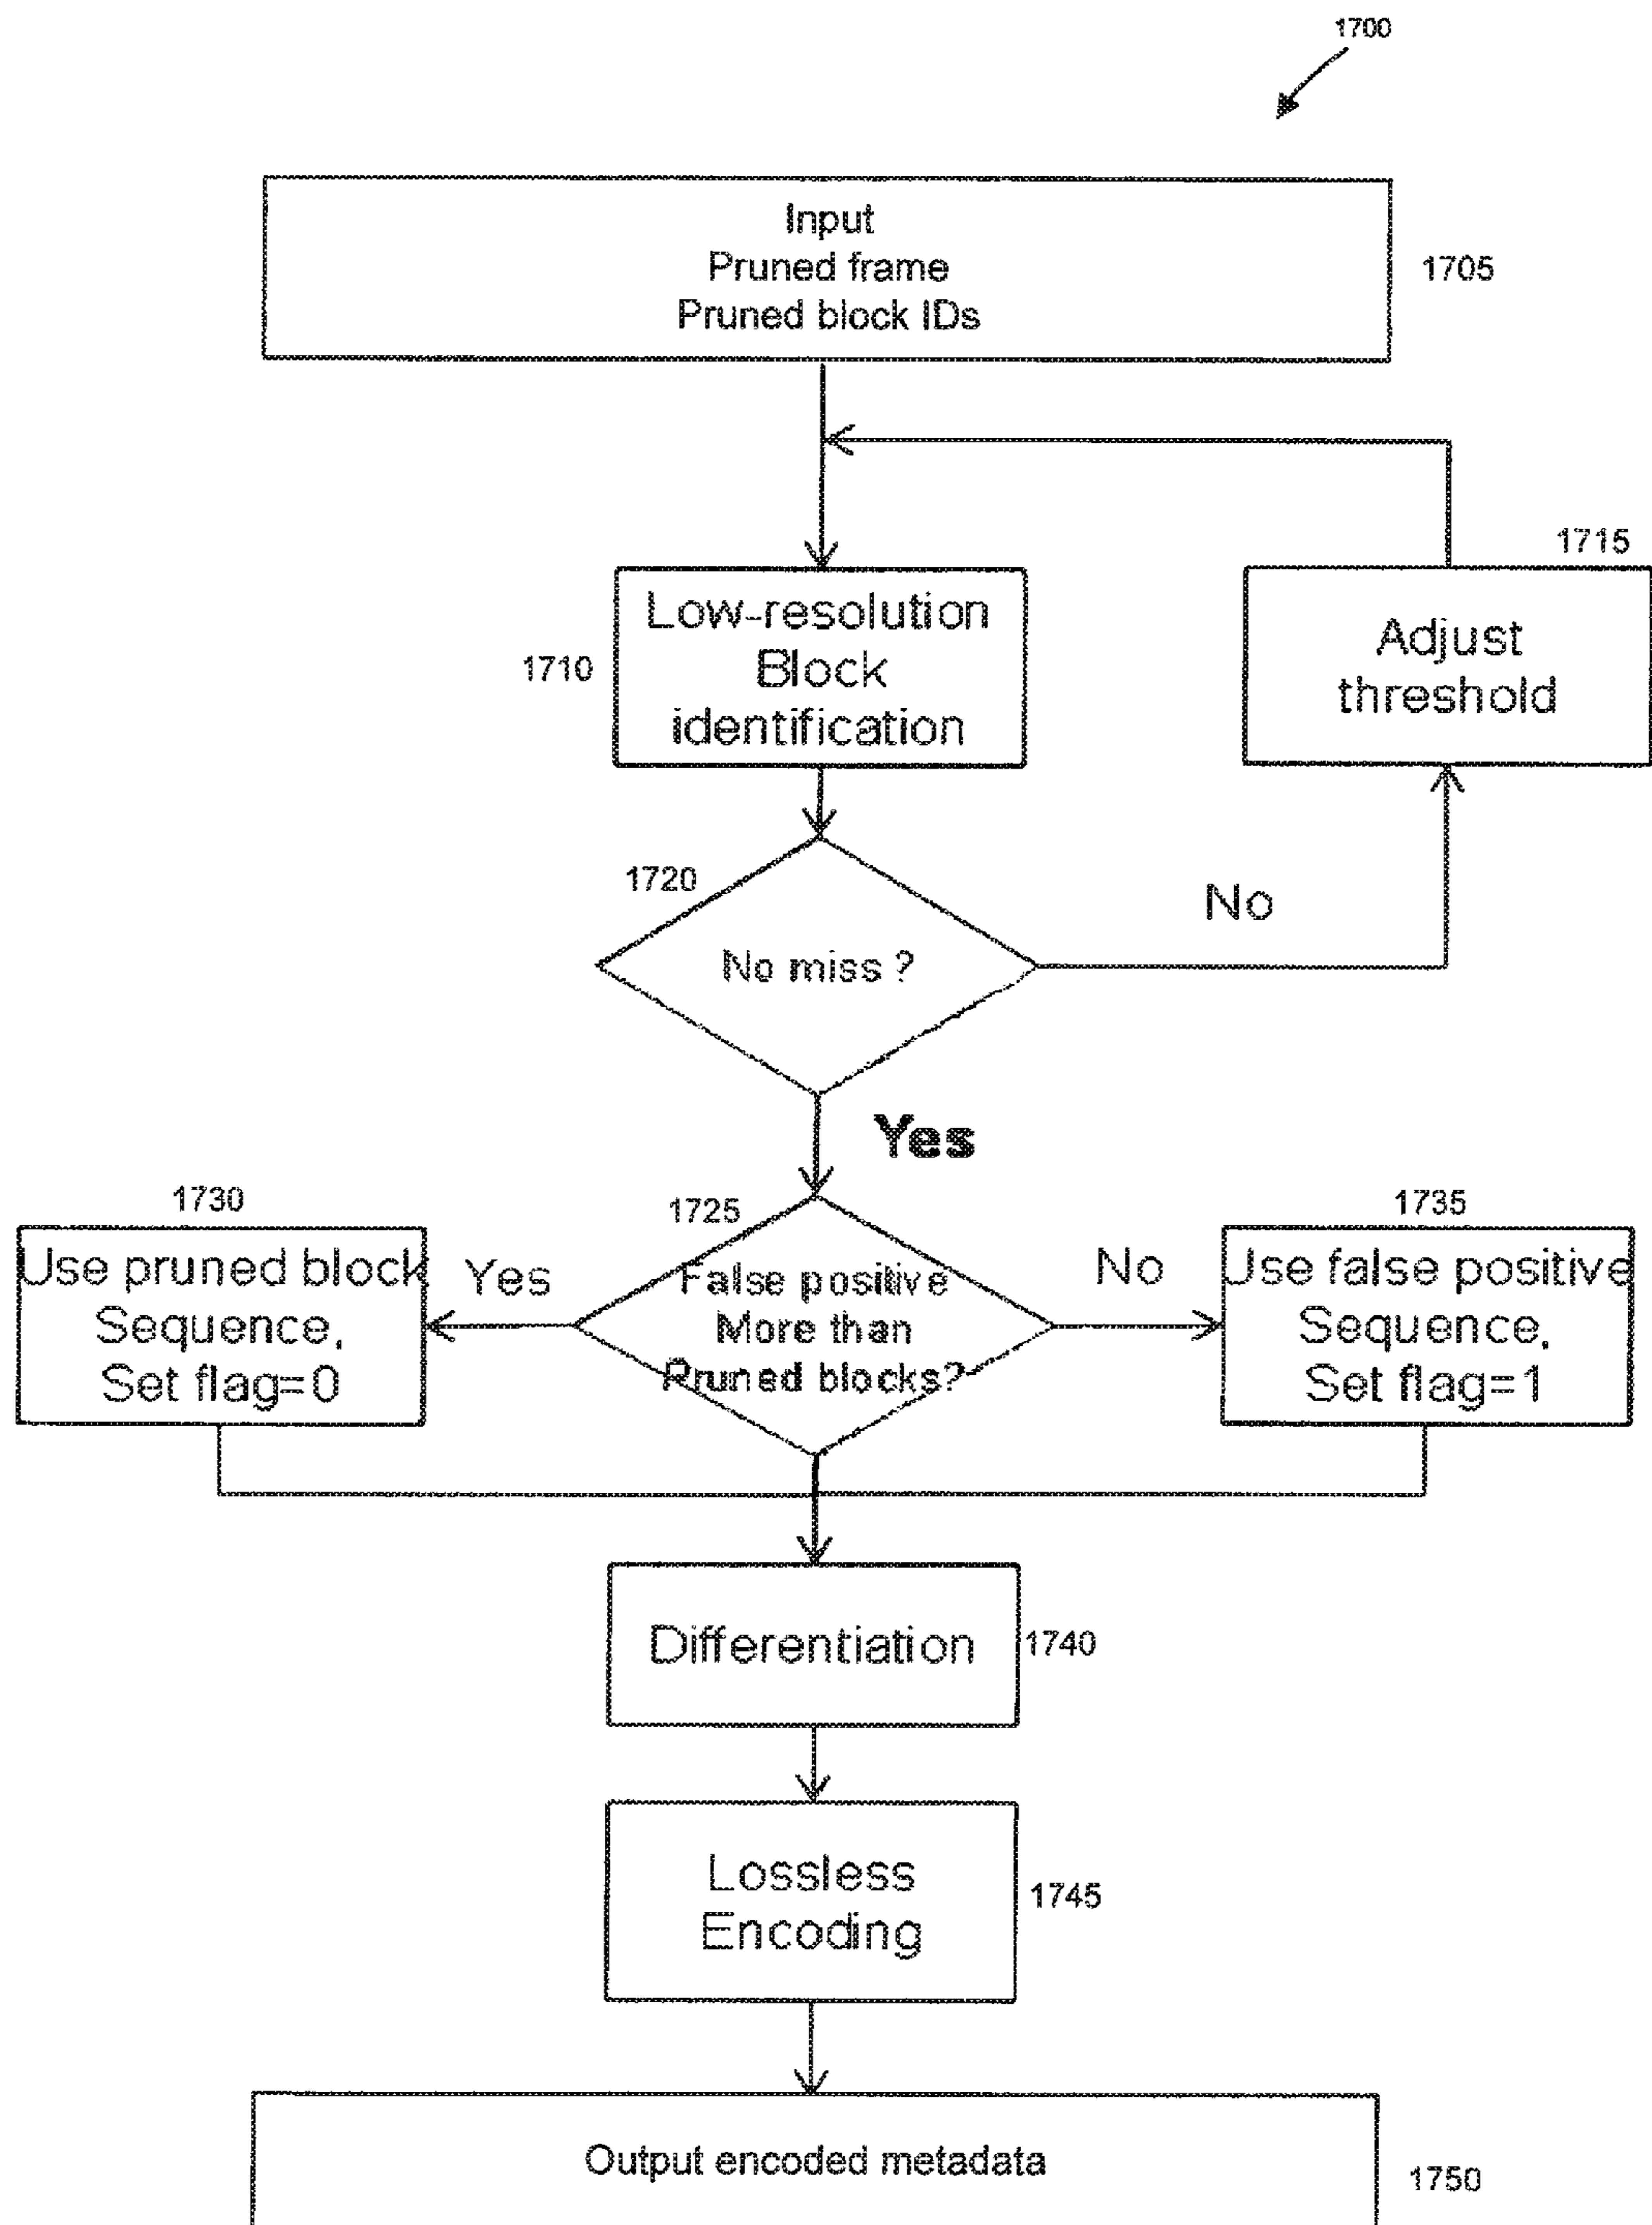 1700
Input
Pruned frame
Pruned block IDs
1705
1715
Low-resolution
Block
identification
1710
Adjust
threshold
1720
No
No miss ?
Yes
1730
1725
1735
Use pruned block
Sequence,
Set flag=0
Yes
False positive
More than
Pruned blocks?
No
Use false positive
Sequence,
Set flag=1
Differentiation
1740
Lossless
Encoding
1745
Output encoded metadata
1750